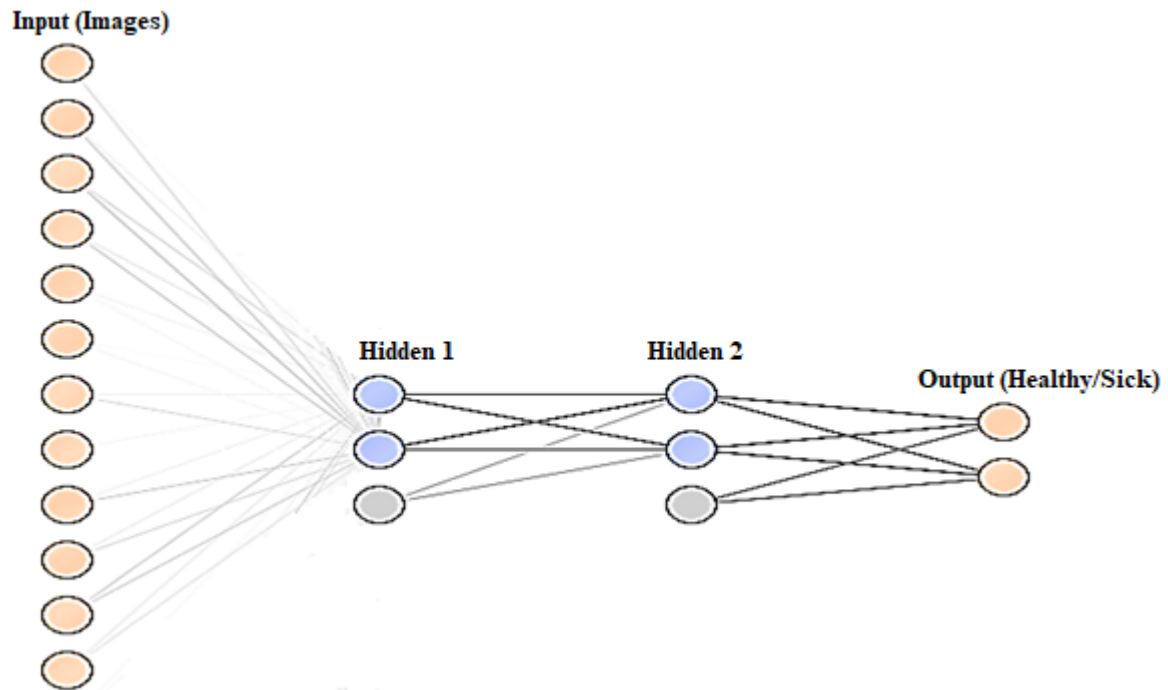 Input (Images)
Hidden 1
Hidden 2
Output (Healthy/Sick)